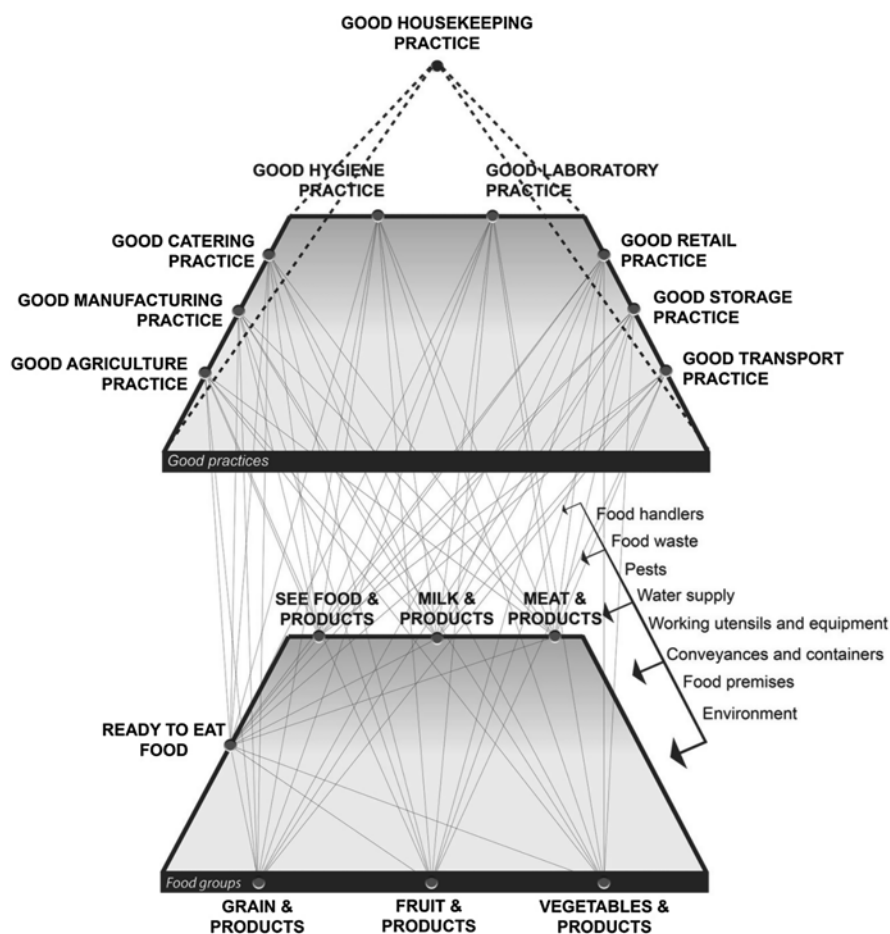 GOOD HOUSEKEEPING
PRACTICE
GOOD HYGIENE
PRACTICE
GOOD LABORATORY
PRACTICE
GOOD CATERING
PRACTICE
GOOD RETAIL
PRACTICE
GOOD MANUFACTURING
PRACTICE
GOOD STORAGE
PRACTICE
GOOD AGRICULTURE
PRACTICE
GOOD TRANSPORT
PRACTICE
Good practices
Food handlers
Food waste
Pests
Water supply
Working utensils and equipment
Conveyances and containers
Food premises
Environment
SEE FOOD &
PRODUCTS
MILK &
PRODUCTS
MEAT &
PRODUCTS
READY TO EAT
FOOD
Food groups
GRAIN &
PRODUCTS
FRUIT &
PRODUCTS
VEGETABLES &
PRODUCTS